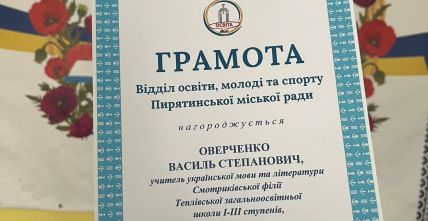 ОСВІТА
ГРАМОТА
Відділ освіти, молоді та спорту
Пирятинської міської ради
нагороджується
ОВЕРЧЕНКО
ВАСИЛЬ СТЕПАНОВИЧ,
учитель української мови та літератури
Смотриківської філії
Теплівської загальноосвітньої
школи І-ІІІ ступенів,